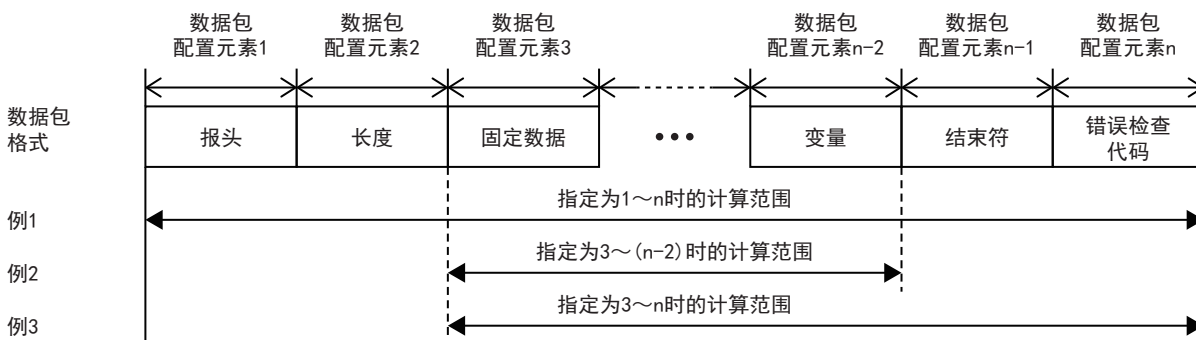 数据包
配置元素1
数据包
配置元素2
数据包
配置元素3
数据包
配置元素n-2
数据包
配置元素n-1
数据包
配置元素n
数据包
格式
报头
长度
固定数据
•••
变量
结束符
错误检查
代码
例1
指定为1～n时的计算范围
例2
指定为3～(n-2)时的计算范围
例3
指定为3～n时的计算范围